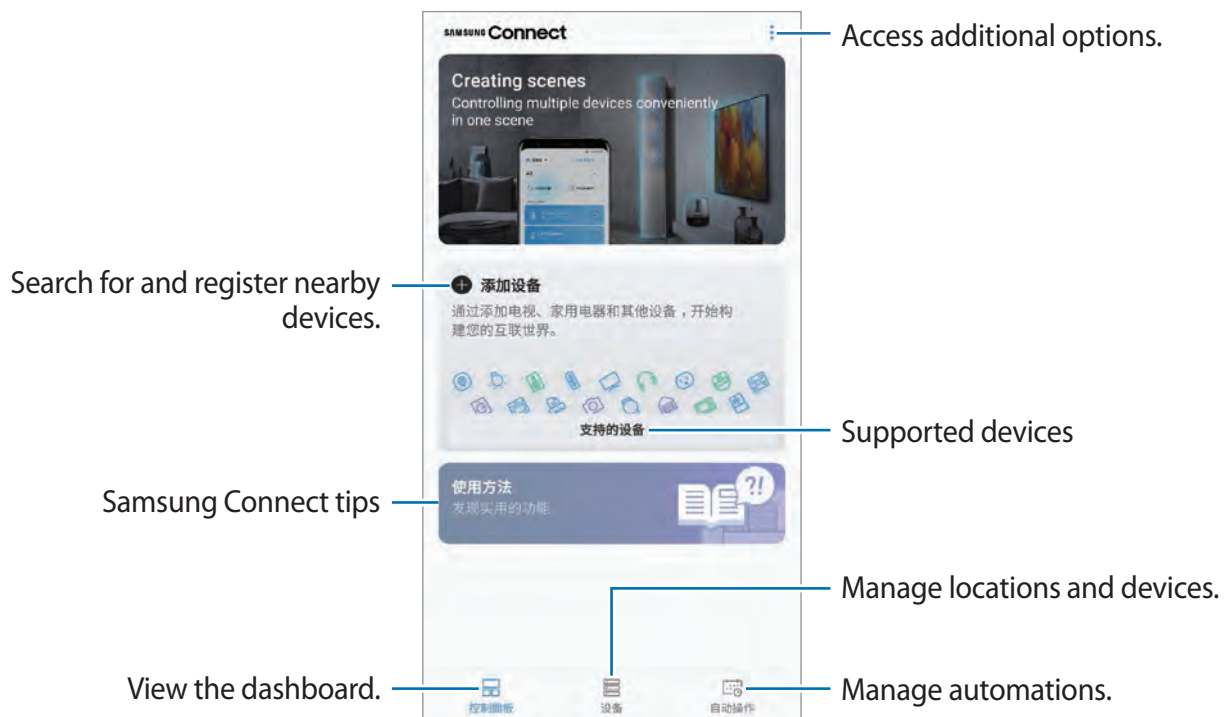 SAMSUNG Connect
Access additional options.
Creating scenes
Controlling multiple devices conveniently
in one scene
Search for and register nearby
devices.
添加设备
通过添加电视、家用电器和其他设备，开始构
建您的互联世界。
支持的设备
Supported devices
Samsung Connect tips
使用方法
发现实用的功能
?!
Manage locations and devices.
View the dashboard.
控制面板
设备
自动操作
Manage automations.